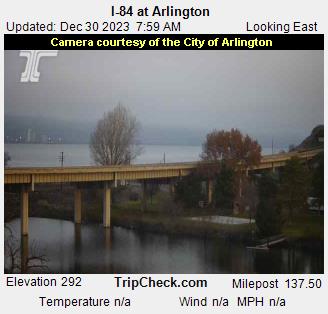 I-84 at Arlington
Updated: Dec 30 2023 7:59 AM Looking East
Camera courtesy of the City of Arlington
Elevation 292 TripCheck.com Milepost 137.50
Temperature n/a Wind n/a MPH n/a